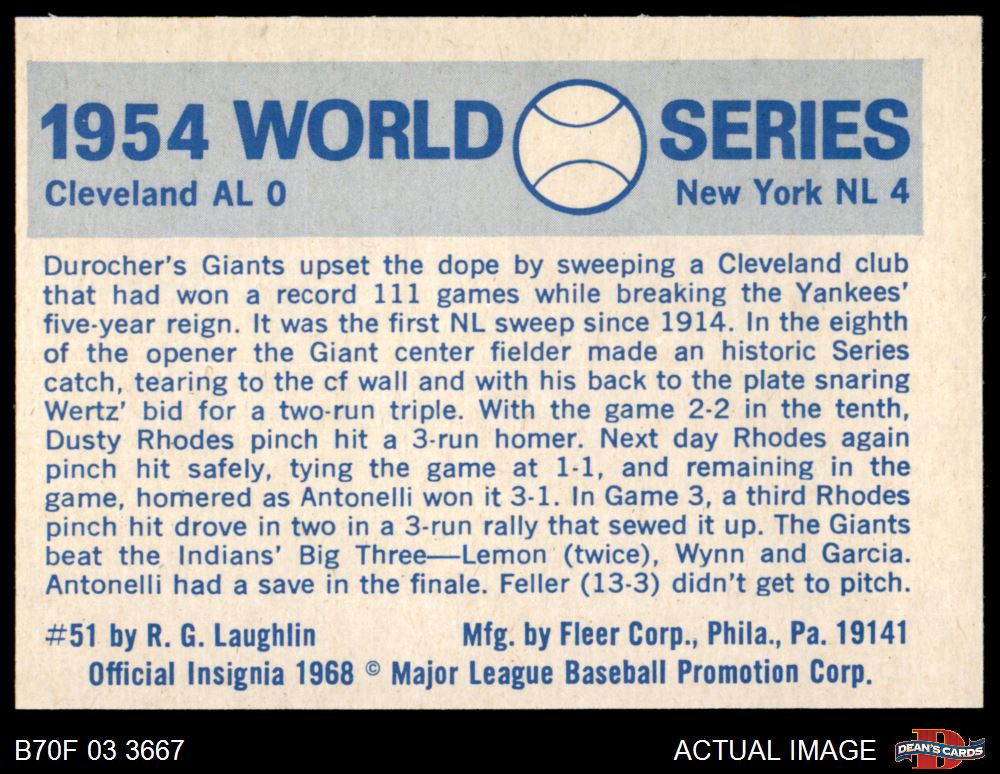 1954 WORLD SERIES
Cleveland AL 0 New York NL 4
Durocher's Giants upset the dope by sweeping a Cleveland club
that had won a record 111 games while breaking the Yankees'
five-year reign. It was the first NL sweep since 1914. In the eighth
of the opener the Giant center fielder made an historic Series
catch, tearing to the cf wall and with his back to the plate snaring
Wertz' bid for a two-run triple. With the game 2-2 in the tenth,
Dusty Rhodes pinch hit a 3-run homer. Next day Rhodes again
pinch hit safely, tying the game at 1-1, and remaining in the
game, homered as Antonelli won it 3-1. In Game 3, a third Rhodes
pinch hit drove in two in a 3-run rally that sewed it up. The Giants
beat the Indians' Big Three—Lemon (twice), Wynn and Garcia.
Antonelli had a save in the finale. Feller (13-3) didn't get to pitch.
#51 by R. G. Laughlin Mfg. by Fleer Corp., Phila., Pa. 19141
Official Insignia 1968 © Major League Baseball Promotion Corp.
B70F 03 3667 ACTUAL IMAGE DEAN'S CARDS